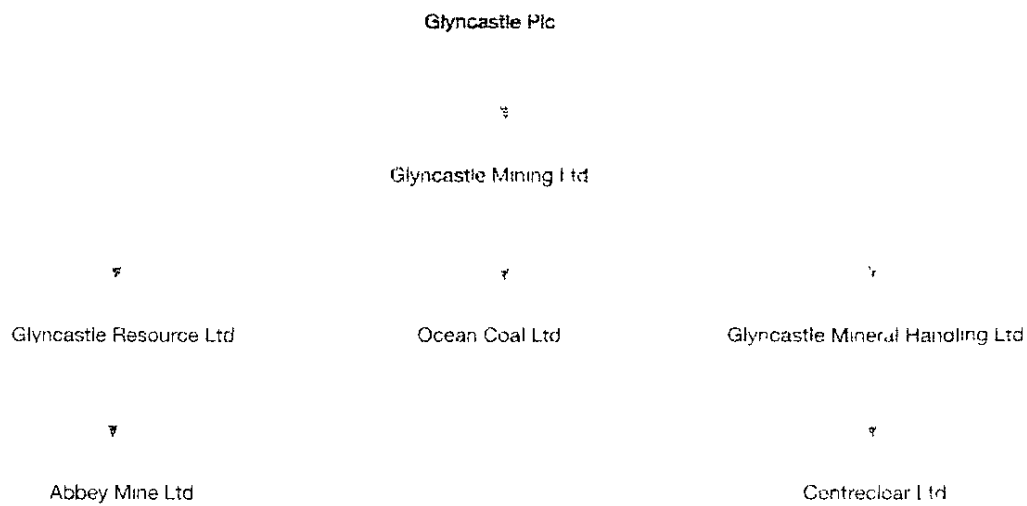 Glyncastle Plc
Glyncastle Mining Ltd
Glyncastle Resource Ltd
Ocean Coal Ltd
Glyncastle Mineral Handling Ltd
Abbey Mine Ltd
Centreclear Ltd